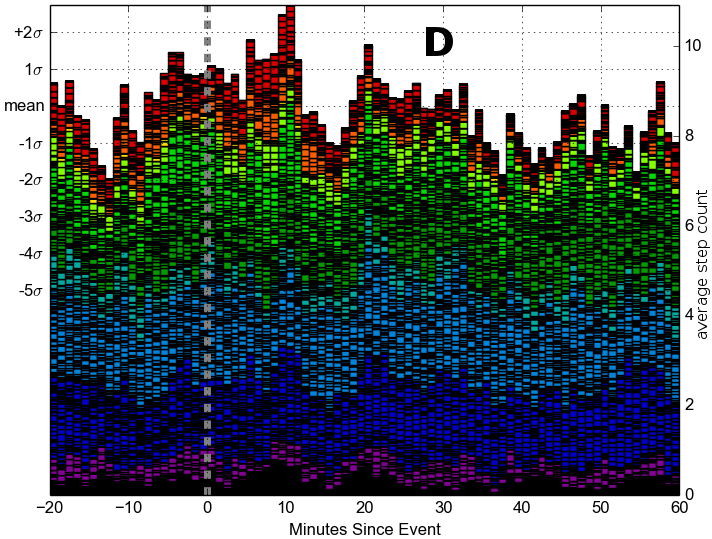 D
+2σ
1σ
mean
-1σ
-2σ
-3σ
-4σ
-5σ
10
8
6
4
2
0
average step count
−20 −10 0 10 20 30 40 50 60
Minutes Since Event